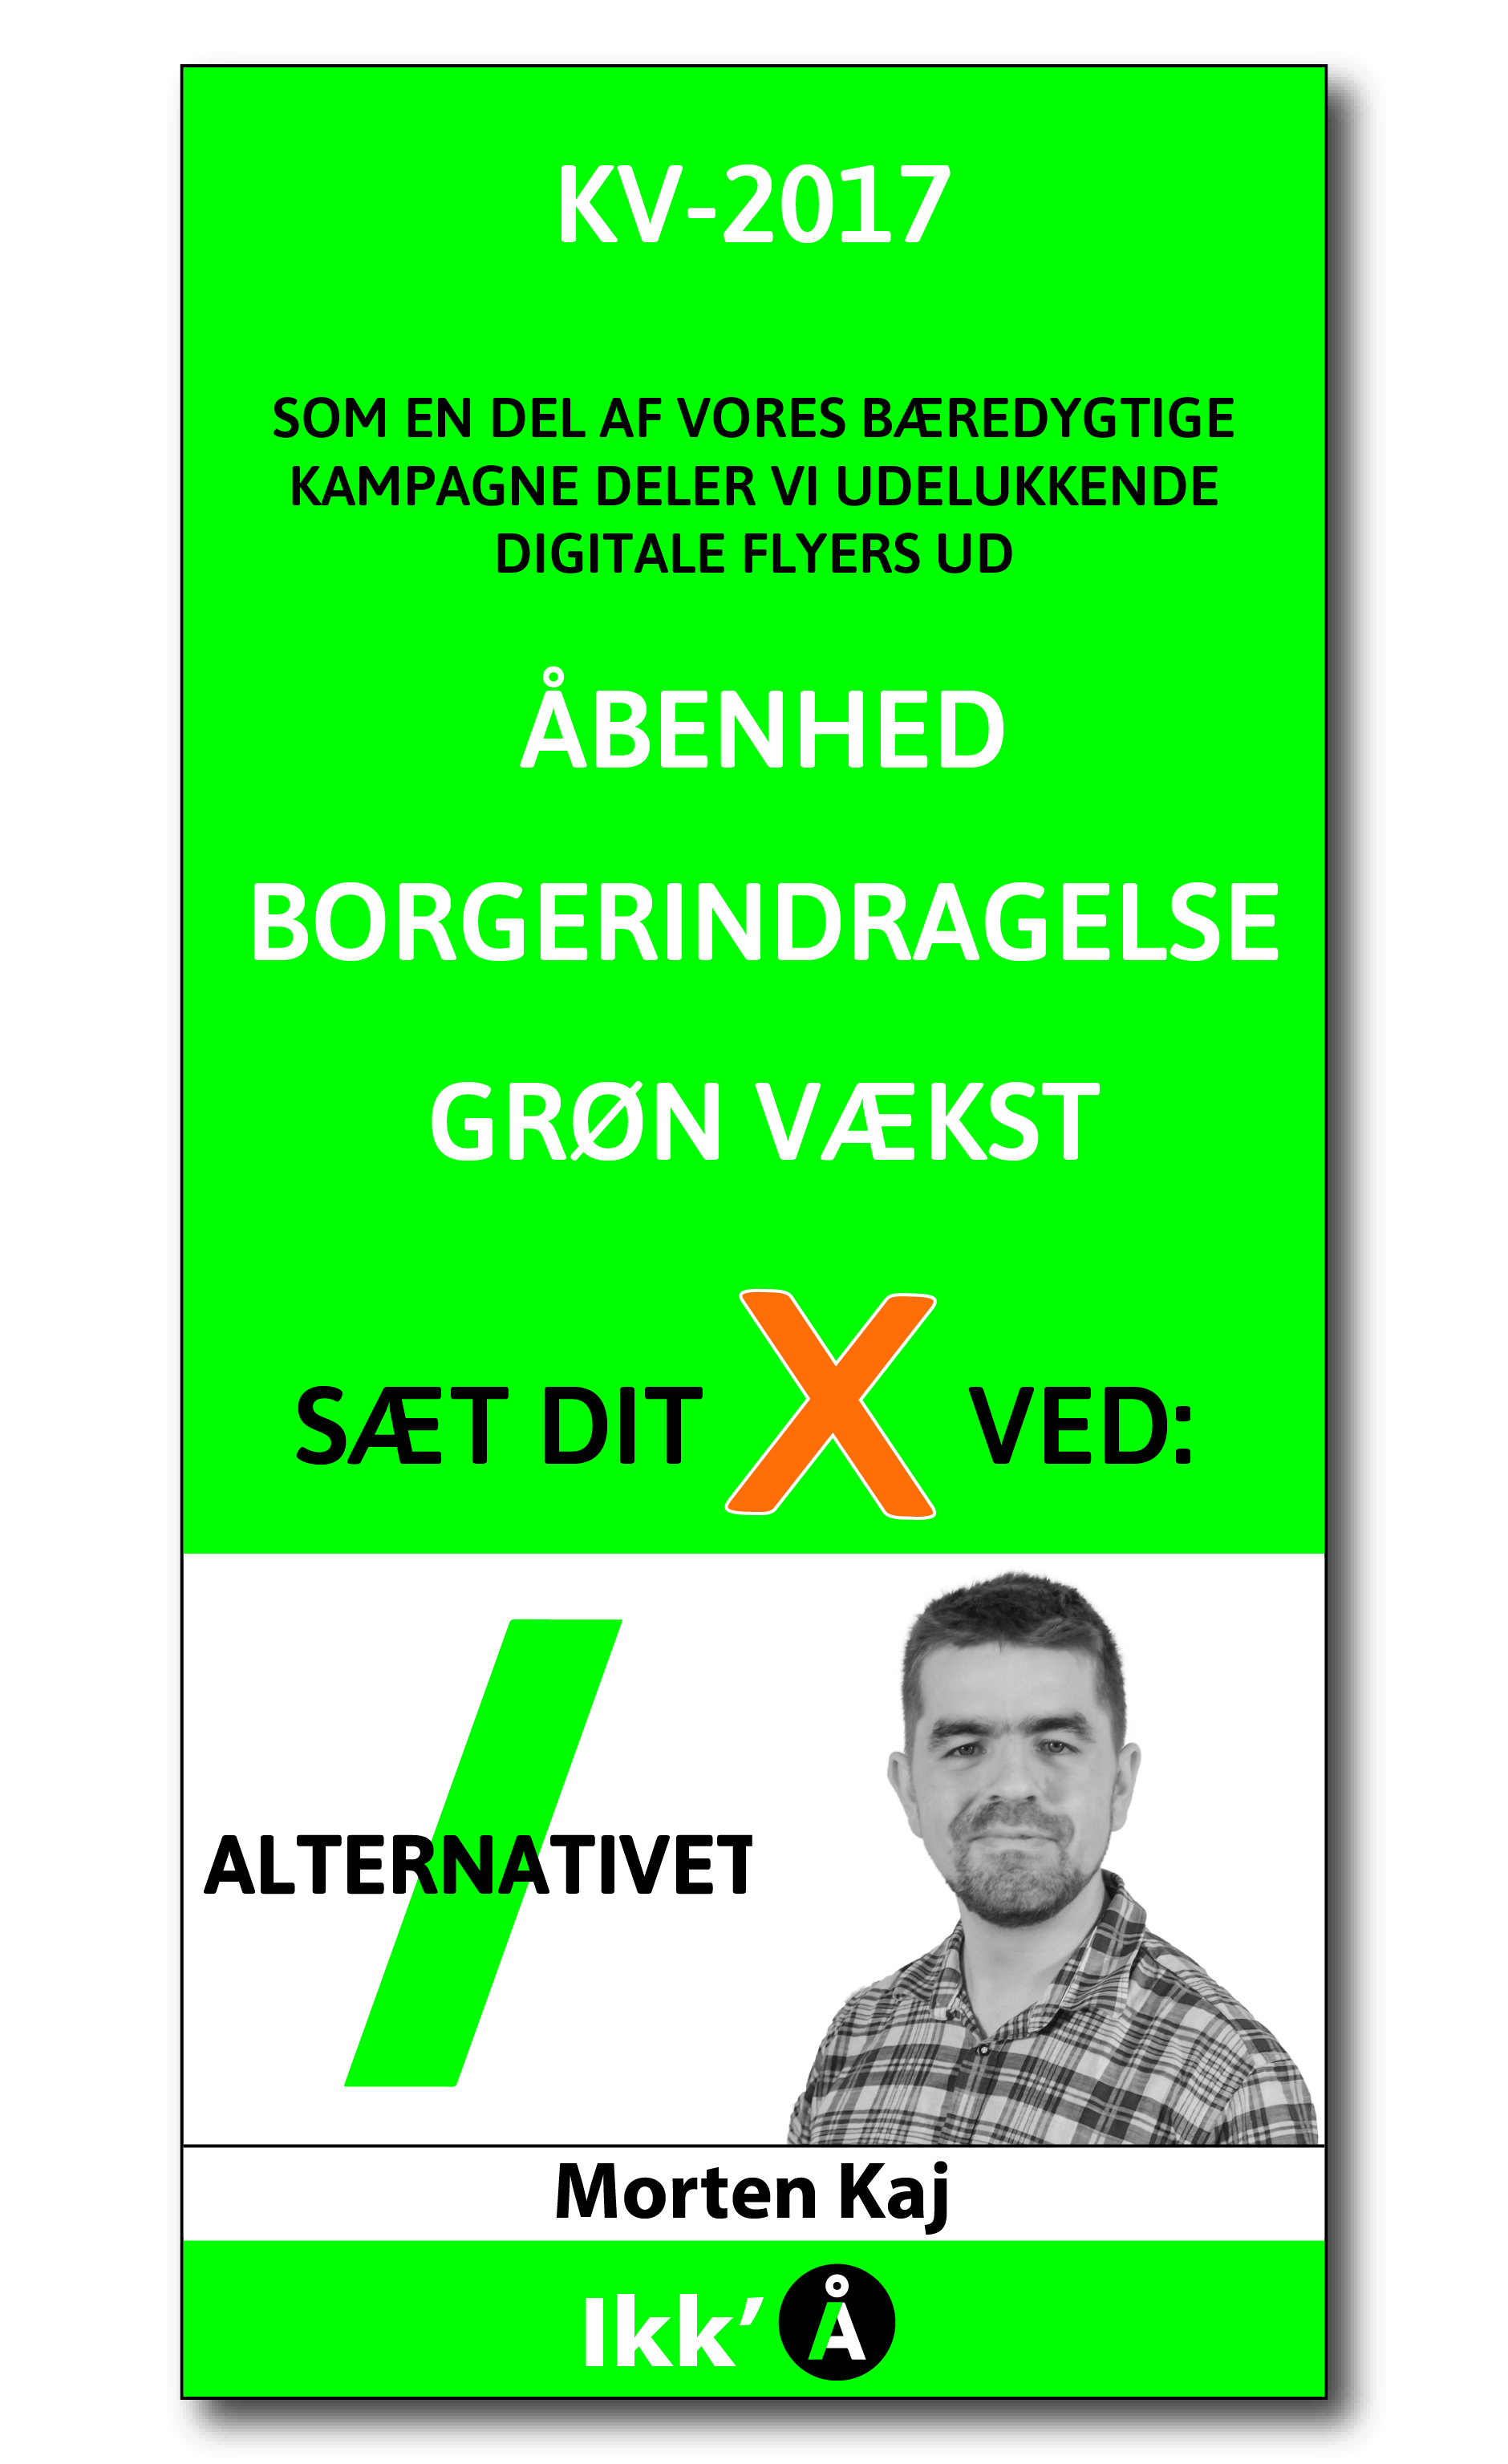 KV-2017
SOM EN DEL AF VORES BÆREDYGTIGE
KAMPAGNE DELER VI UDELUKKENDE
DIGITALE FLYERS UD
ÅBENHED
BORGERINDRAGELSE
GRØN VÆKST
SÆT DIT X VED:
ALTERNATIVET
Morten Kaj
Ikk' Å